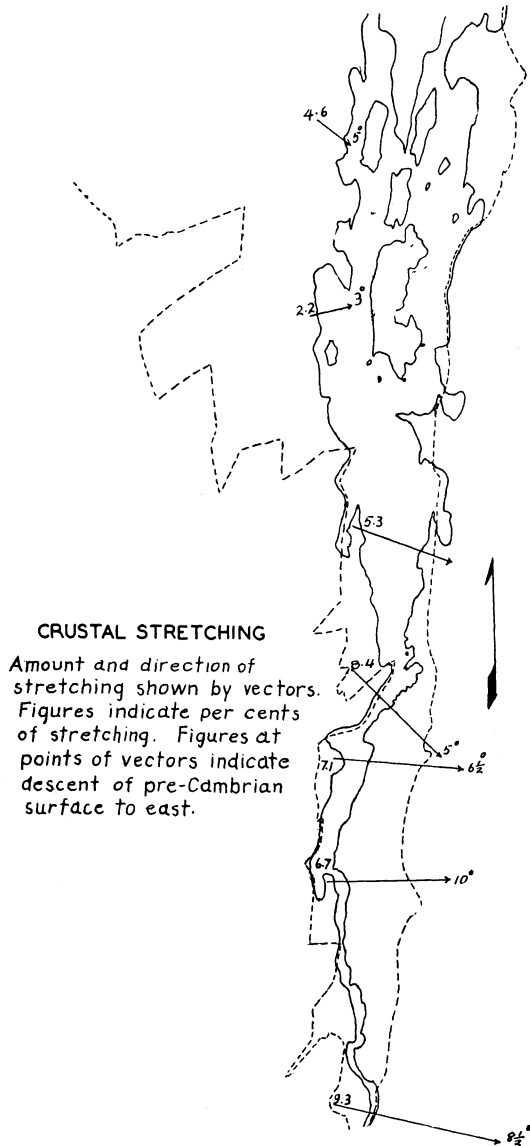 4.6
5°
2.2
3°
5.3
CRUSTAL STRETCHING
Amount and direction of
stretching shown by vectors.
Figures indicate per cents
of stretching. Figures at
points of vectors indicate
descent of pre-Cambrian
surface to east.
8.4
5°
7.1
6½°
6.7
10°
9.3
8½°